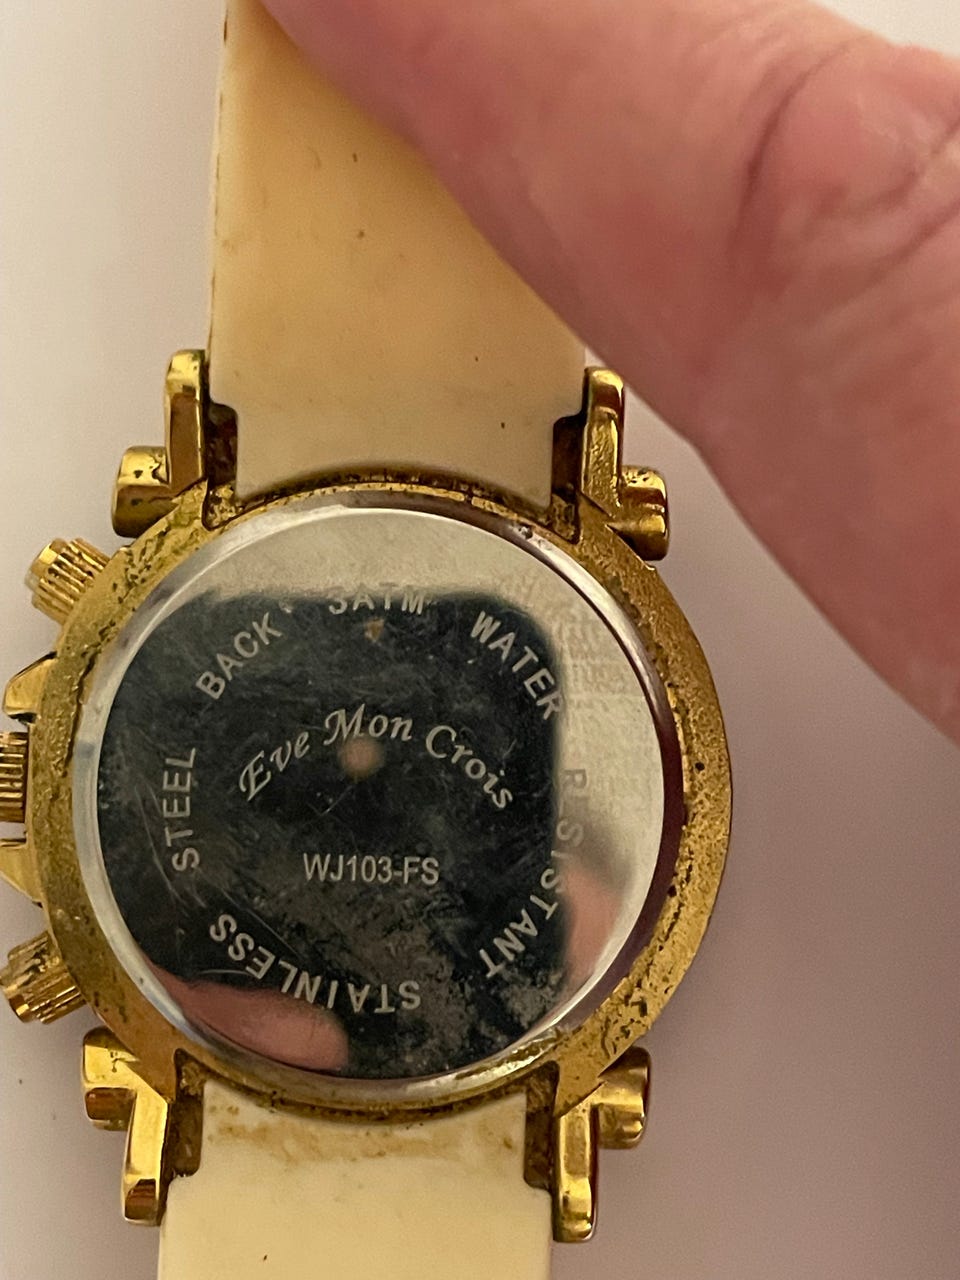 STAINLESS STEEL BACK 3ATM WATER RESISTANT
Eve Mon Crois
WJ103-FS